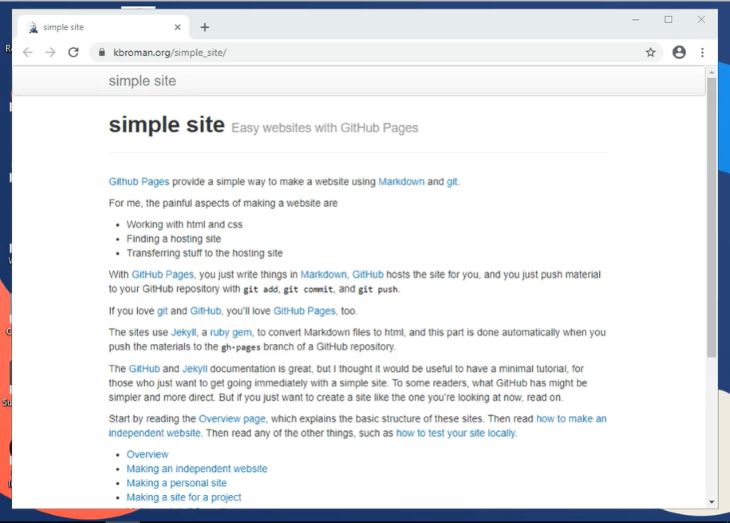 simple site
kbroman.org/simple_site/
simple site
simple site Easy websites with GitHub Pages
Github Pages provide a simple way to make a website using Markdown and git.
For me, the painful aspects of making a website are
• Working with html and css
• Finding a hosting site
• Transferring stuff to the hosting site
With GitHub Pages, you just write things in Markdown, GitHub hosts the site for you, and you just push material
to your GitHub repository with git add, git commit, and git push.
If you love git and GitHub, you'll love GitHub Pages, too.
The sites use Jekyll, a ruby gem, to convert Markdown files to html, and this part is done automatically when you
push the materials to the gh-pages branch of a GitHub repository.
The GitHub and Jekyll documentation is great, but I thought it would be useful to have a minimal tutorial, for
those who just want to get going immediately with a simple site. To some readers, what GitHub has might be
simpler and more direct. But if you just want to create a site like the one you're looking at now, read on.
Start by reading the Overview page, which explains the basic structure of these sites. Then read how to make an
independent website. Then read any of the other things, such as how to test your site locally.
• Overview
• Making an independent website
• Making a personal site
• Making a site for a project